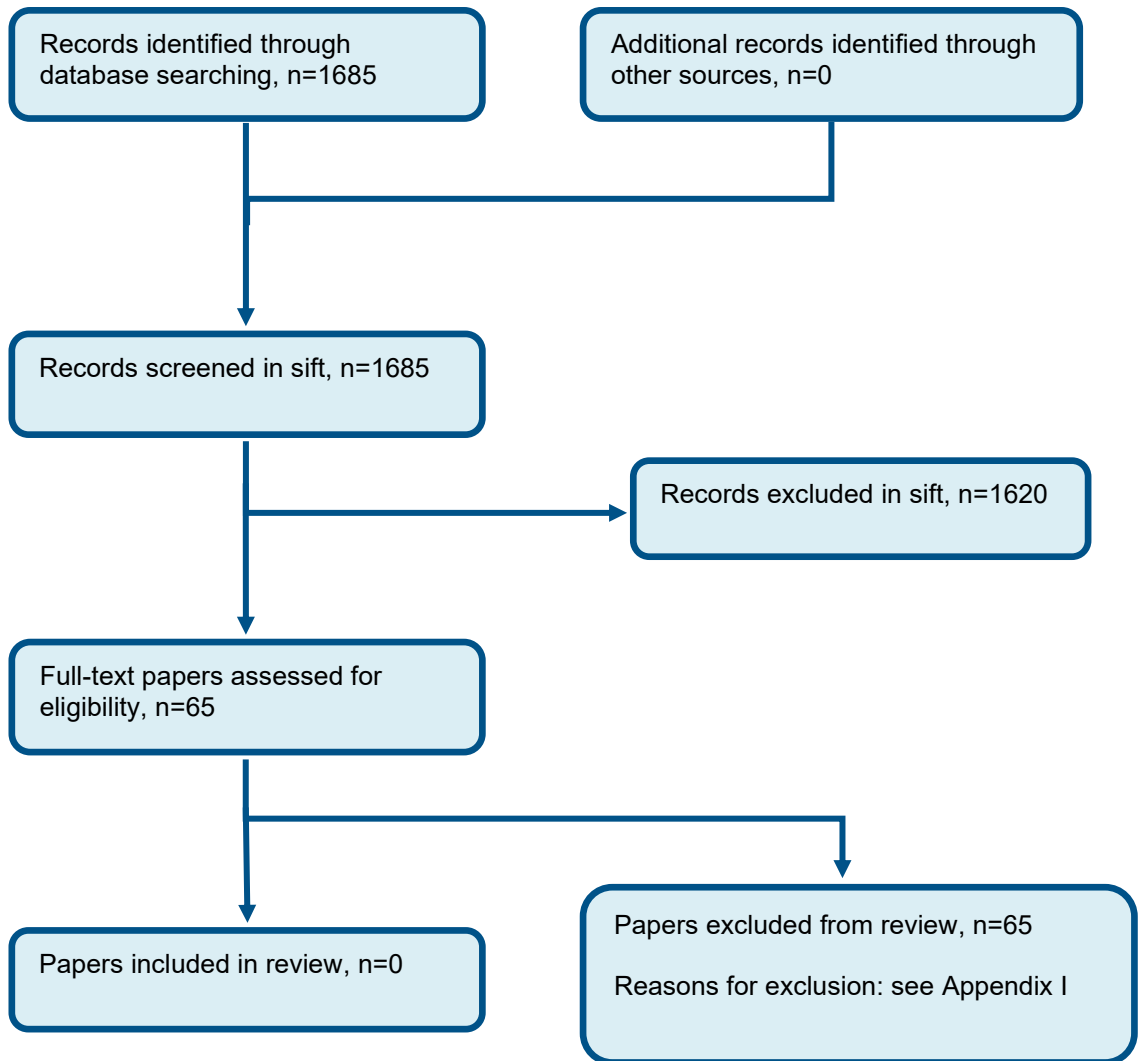 Records identified through
database searching, n=1685
Additional records identified through
other sources, n=0
Records screened in sift, n=1685
Records excluded in sift, n=1620
Full-text papers assessed for
eligibility, n=65
Papers included in review, n=0
Papers excluded from review, n=65
Reasons for exclusion: see Appendix I